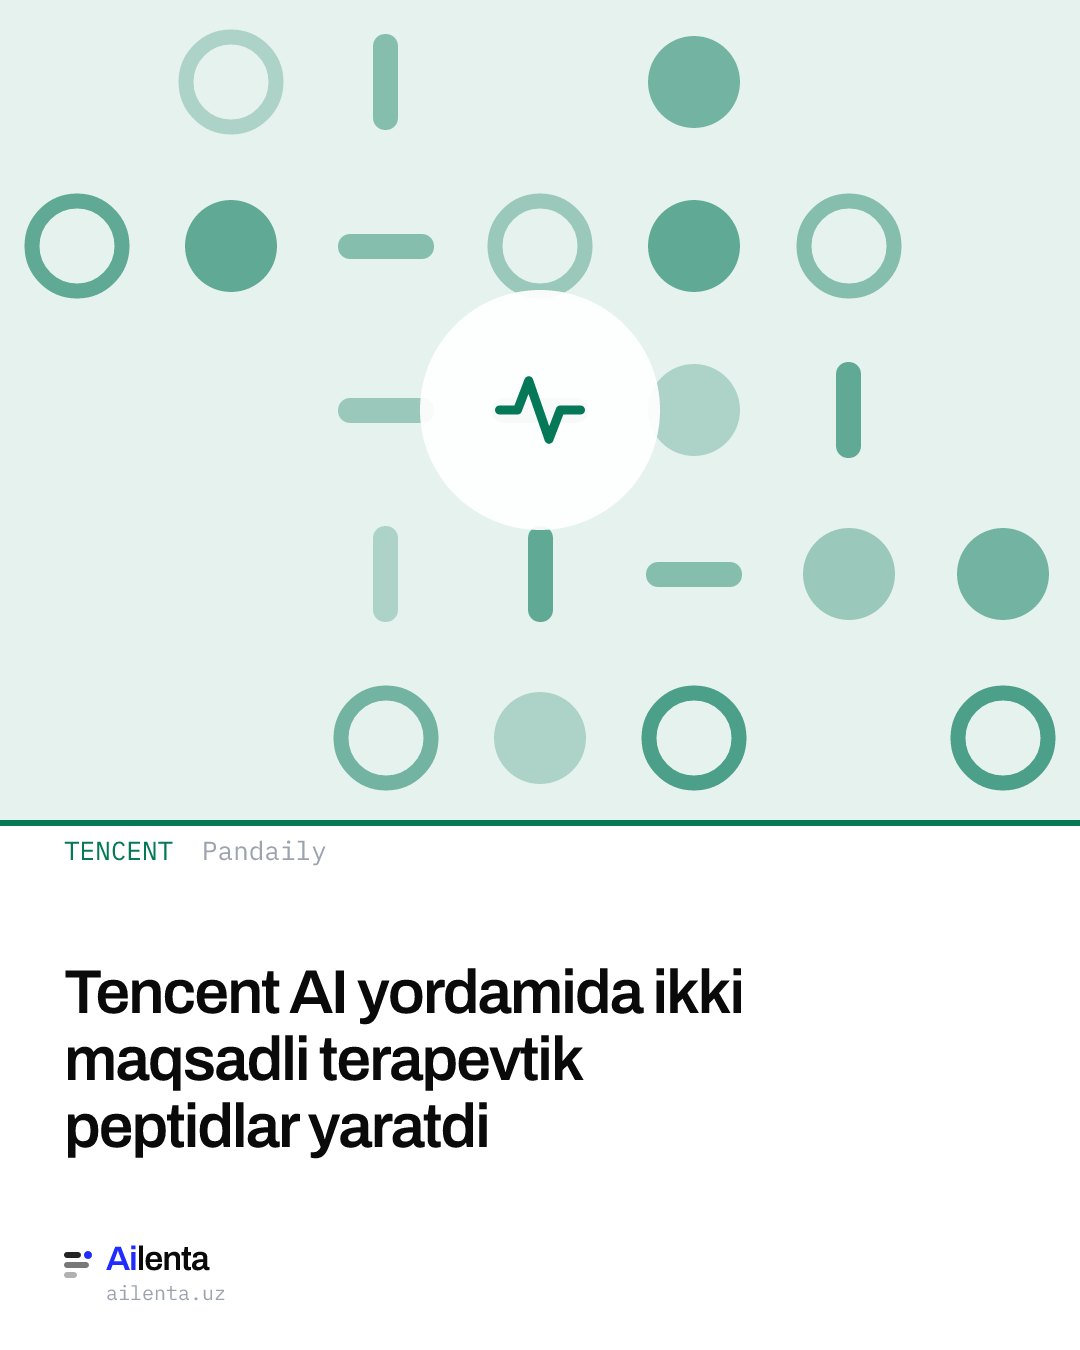 TENCENT Pandaily
Tencent AI yordamida ikki
maqsadli terapevtik
peptidlar yaratdi
Ailenta
ailenta.uz